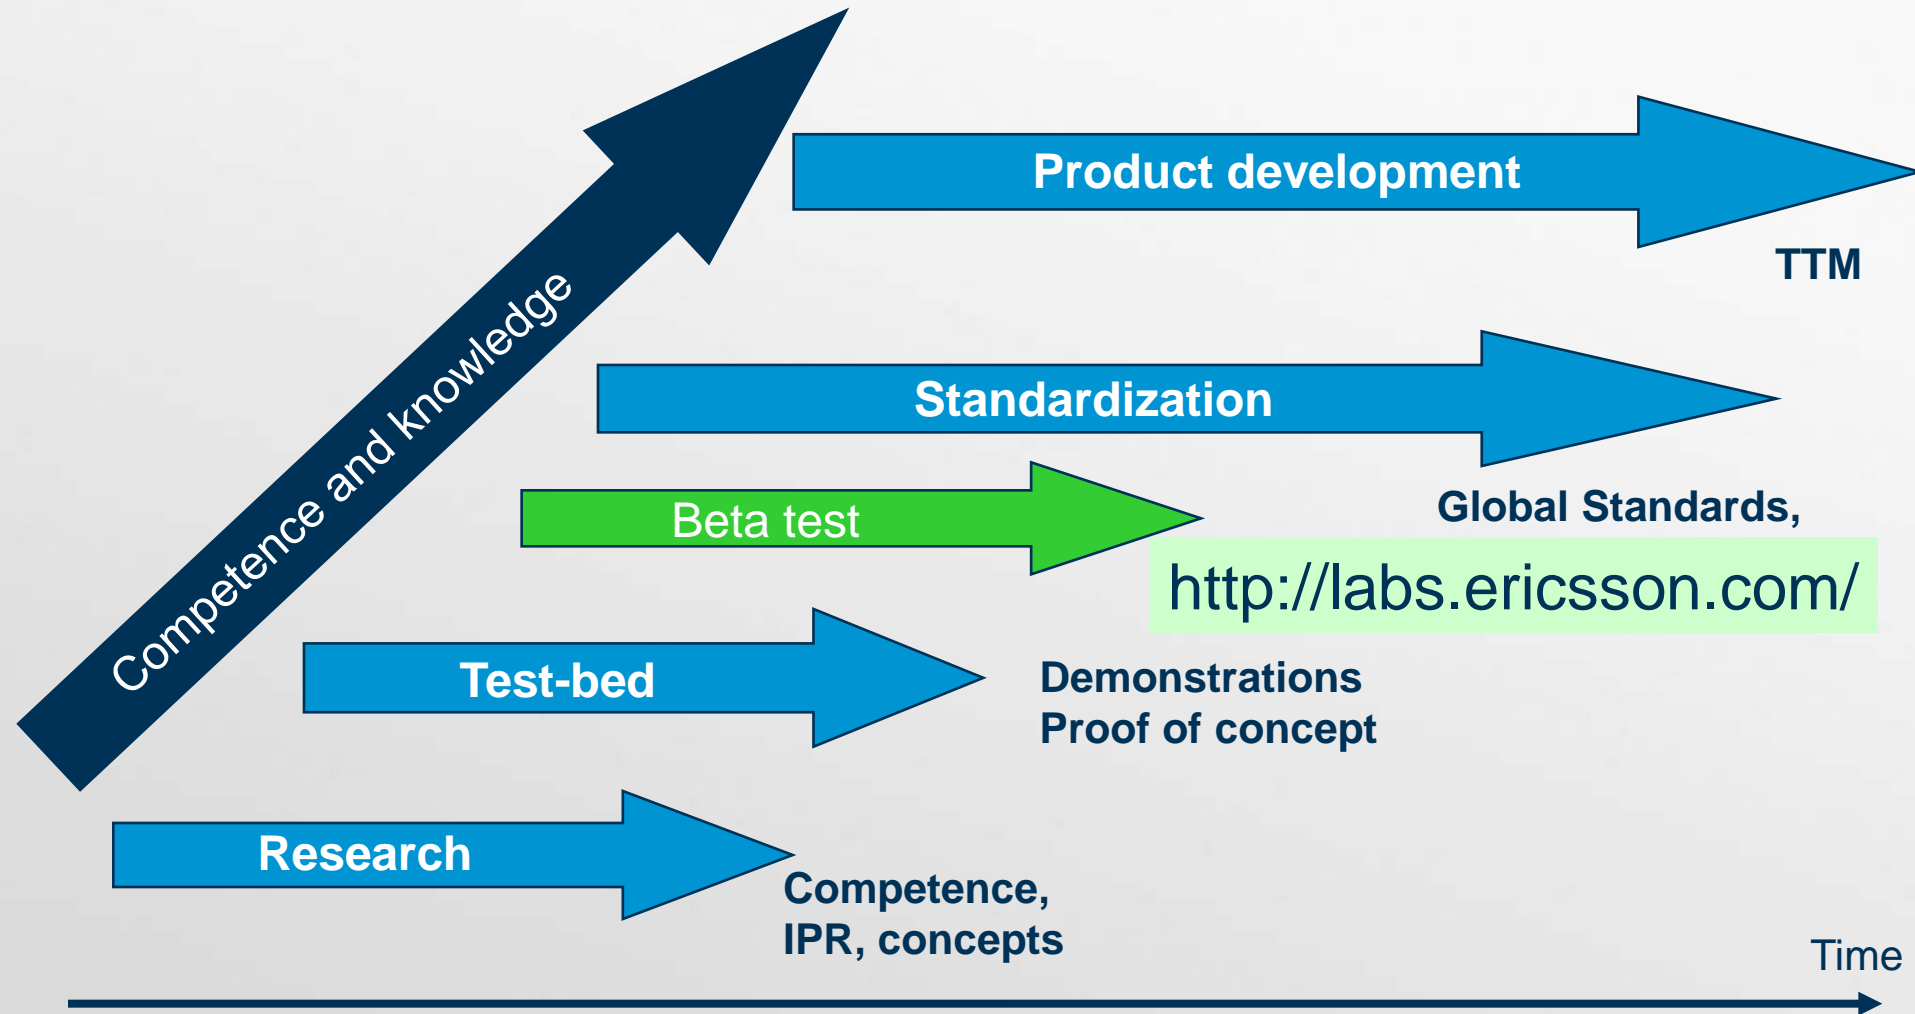 Product development
TTM
Competence and knowledge
Standardization
Beta test
Global Standards,
http://labs.ericsson.com/
Test-bed
Demonstrations
Proof of concept
Research
Competence,
IPR, concepts
Time